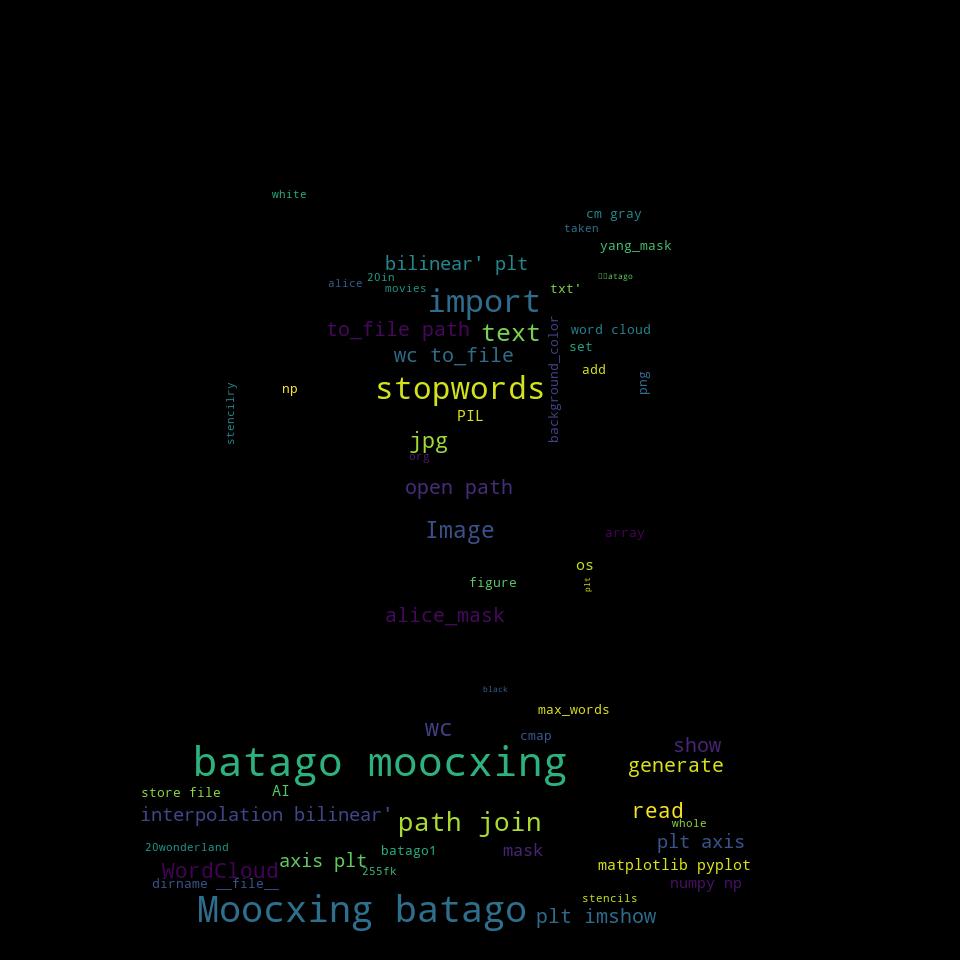 white
cm gray
taken
yang_mask
bilinear' plt
20in
alice
movies
txt'
import
to_file path
text
word cloud
set
wc to_file
background_color
add
png
stopwords
np
stencilry
PIL
jpg
org
open path
Image
array
os
figure
plt
alice_mask
black
max_words
wc
cmap
show
batago moocxing
generate
store file
AI
interpolation bilinear'
read
path join
whole
plt axis
20wonderland
batago1
mask
axis plt
matplotlib pyplot
WordCloud
255fk
dirname __file__
numpy np
stencils
Moocxing batago
plt imshow